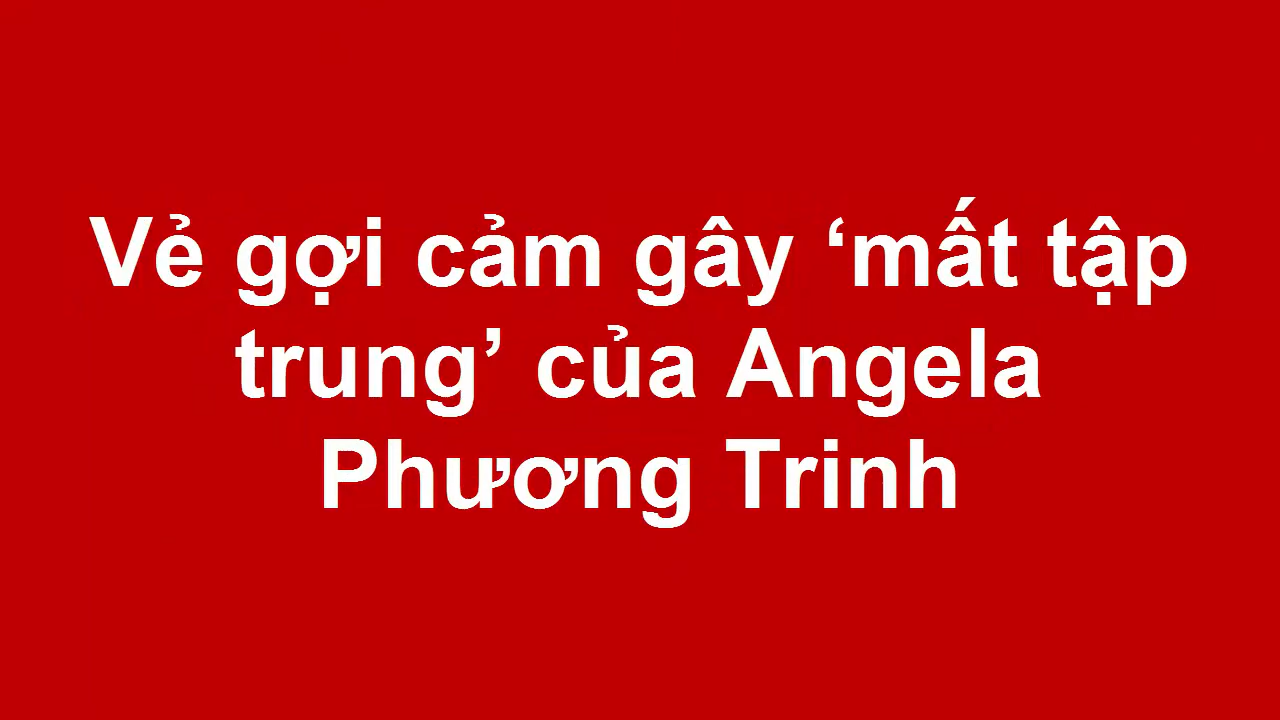 Vẻ gợi cảm gây ‘mất tập
trung’ của Angela
Phương Trinh